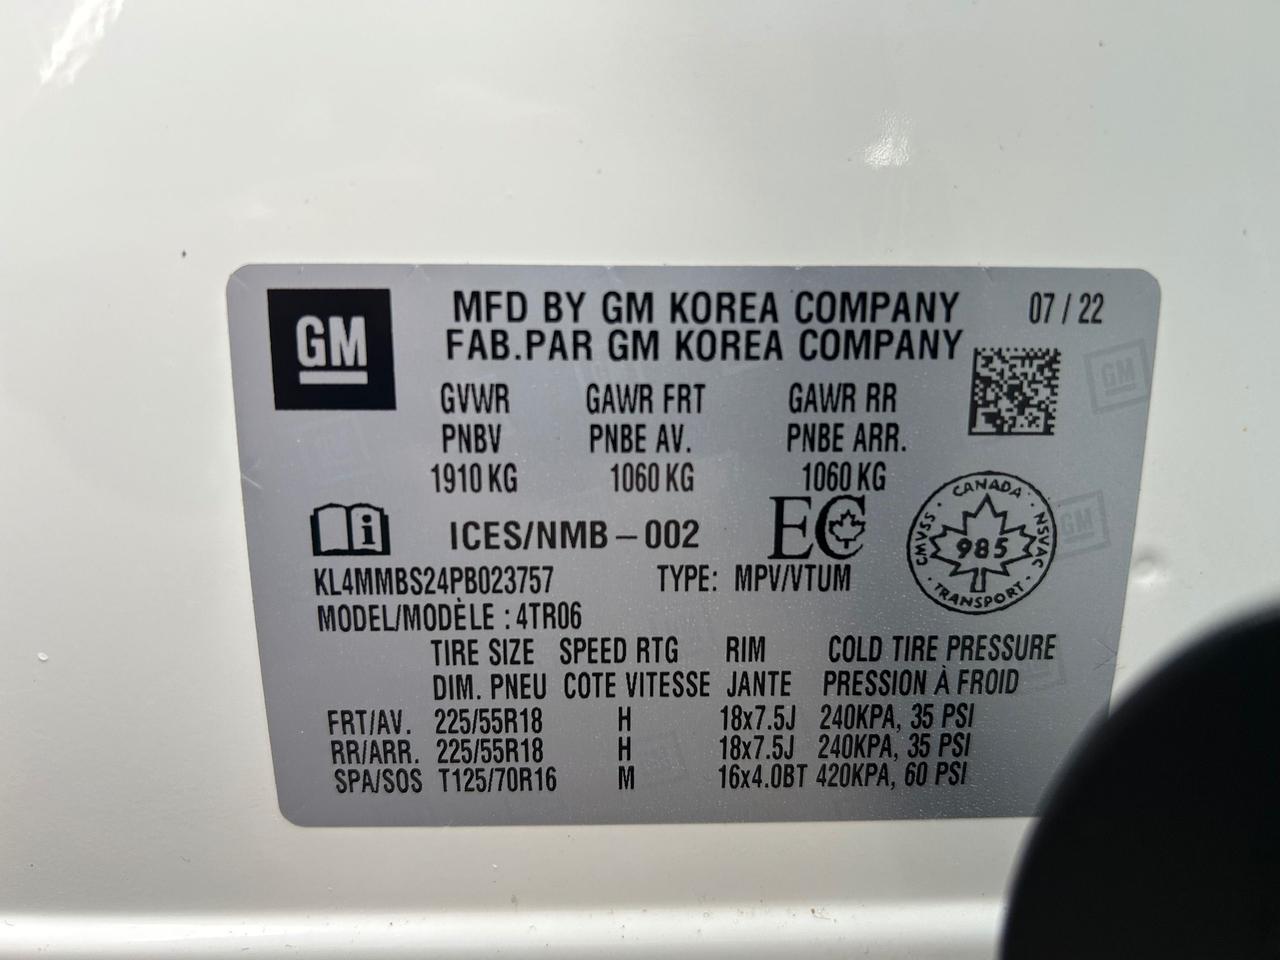 GM
MFD BY GM KOREA COMPANY 07 / 22
FAB.PAR GM KOREA COMPANY
GVWR GAWR FRT GAWR RR
PNBV PNBE AV. PNBE ARR.
1910 KG 1060 KG 1060 KG
GM
i ICES/NMB – 002 EC
CANADA
CMVSS NSVAC
985
TRANSPORT
GM
KL4MMBS24PB023757 TYPE: MPV/VTUM
MODEL/MODÈLE : 4TR06
TIRE SIZE SPEED RTG RIM COLD TIRE PRESSURE
DIM. PNEU COTE VITESSE JANTE PRESSION À FROID
FRT/AV. 225/55R18 H 18x7.5J 240KPA, 35 PSI
RR/ARR. 225/55R18 H 18x7.5J 240KPA, 35 PSI
SPA/SOS T125/70R16 M 16x4.0BT 420KPA, 60 PSI